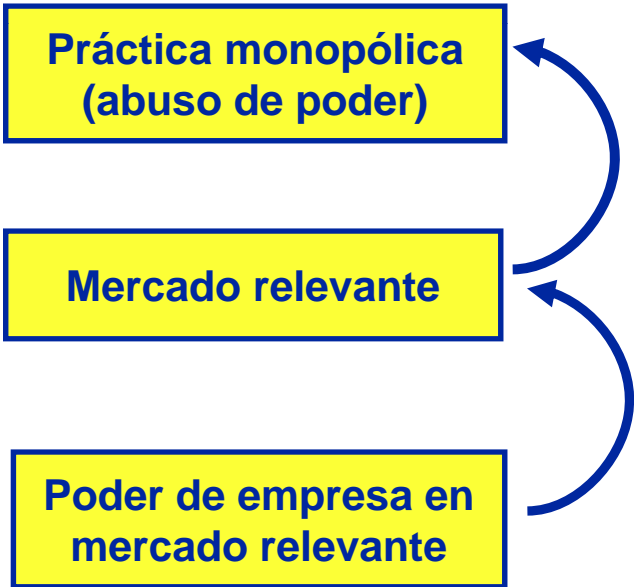 Práctica monopólica
(abuso de poder)
Mercado relevante
Poder de empresa en
mercado relevante